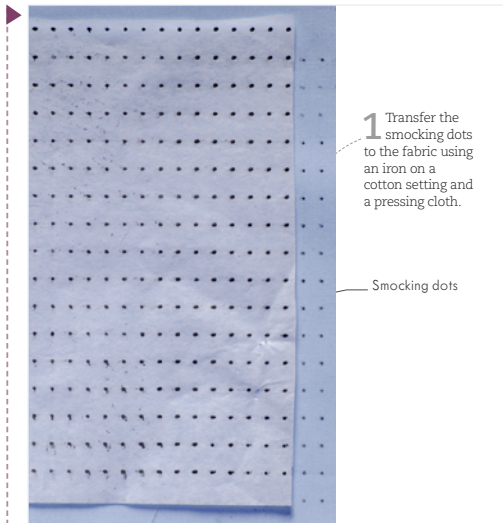 1 Transfer the
smocking dots
to the fabric using
an iron on a
cotton setting and
a pressing cloth.
Smocking dots